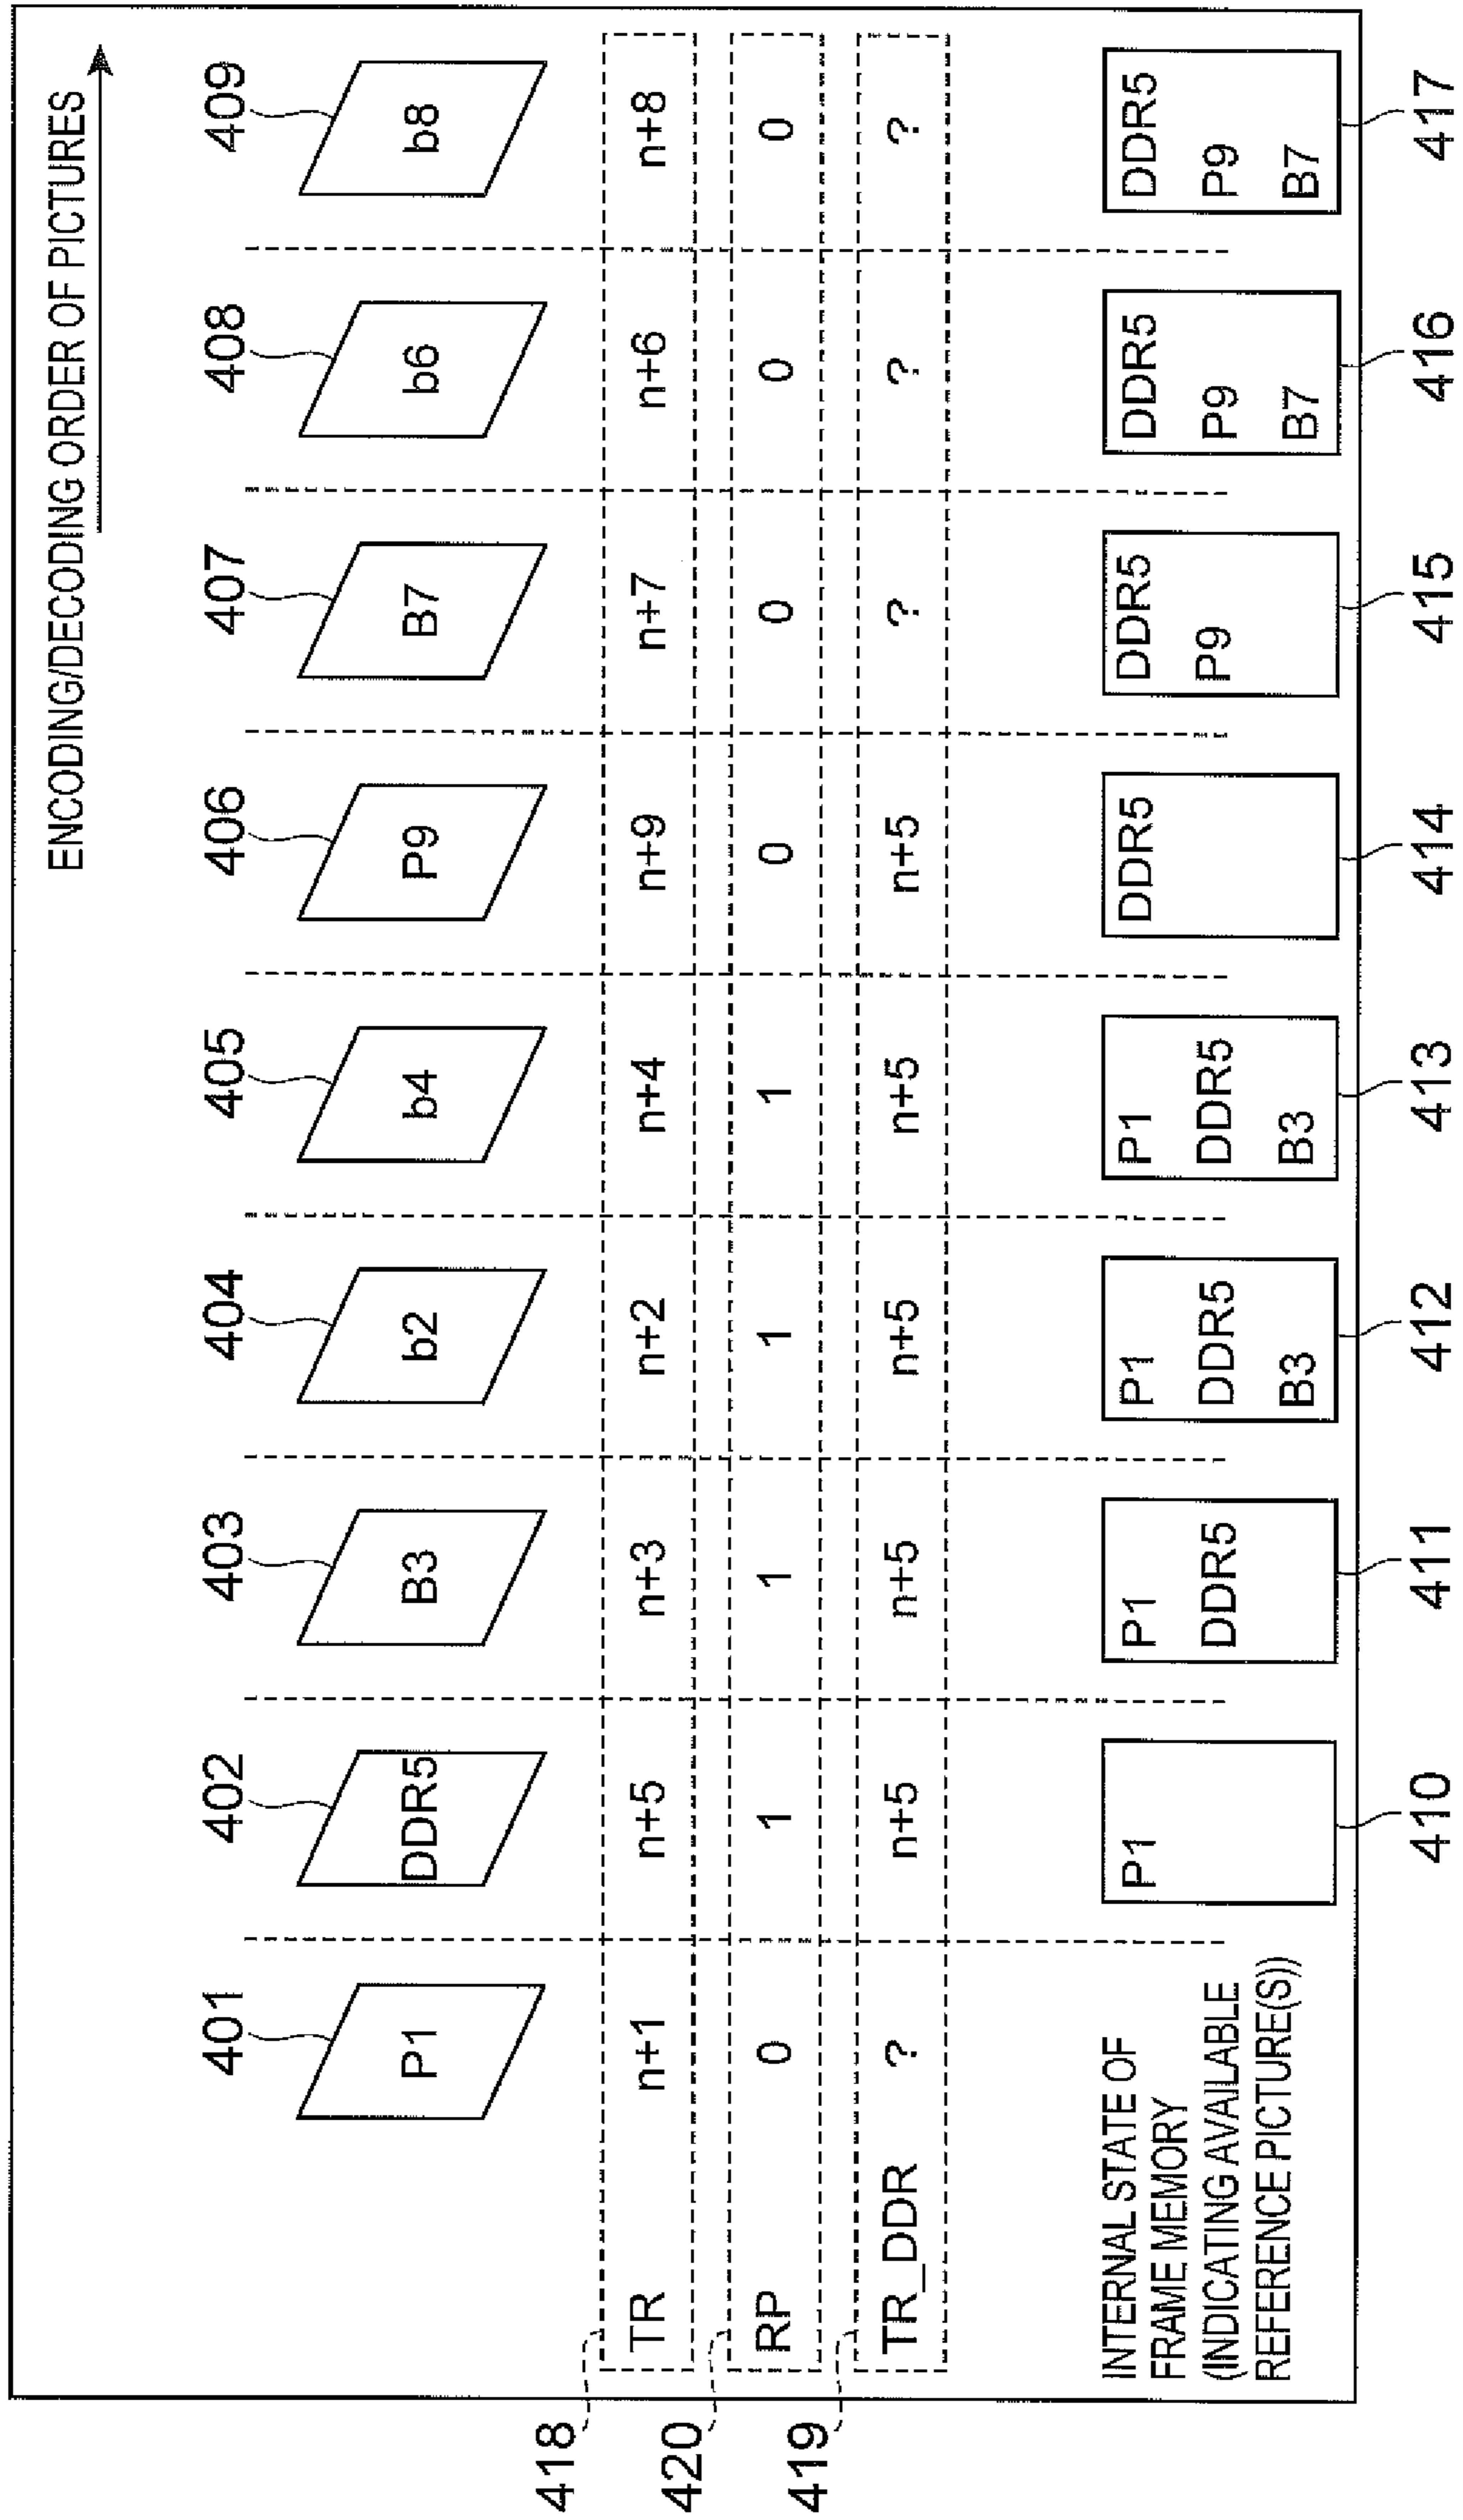 ENCODING/DECODING ORDER OF PICTURES
401 402 403 404 405 406 407 408 409
P1 DDR5 B3 b2 b4 P9 B7 b6 b8
418 TR n+1 n+5 n+3 n+2 n+4 n+9 n+7 n+6 n+8
420 RP 0 1 1 1 1 0 0 0 0
419 TR_DDR ? n+5 n+5 n+5 n+5 n+5 ? ? ?
INTERNAL STATE OF
FRAME MEMORY
(INDICATING AVAILABLE
REFERENCE PICTURE(S))
P1
P1
DDR5
P1
DDR5
B3
P1
DDR5
B3
DDR5
DDR5
P9
DDR5
P9
B7
DDR5
P9
B7
410 411 412 413 414 415 416 417